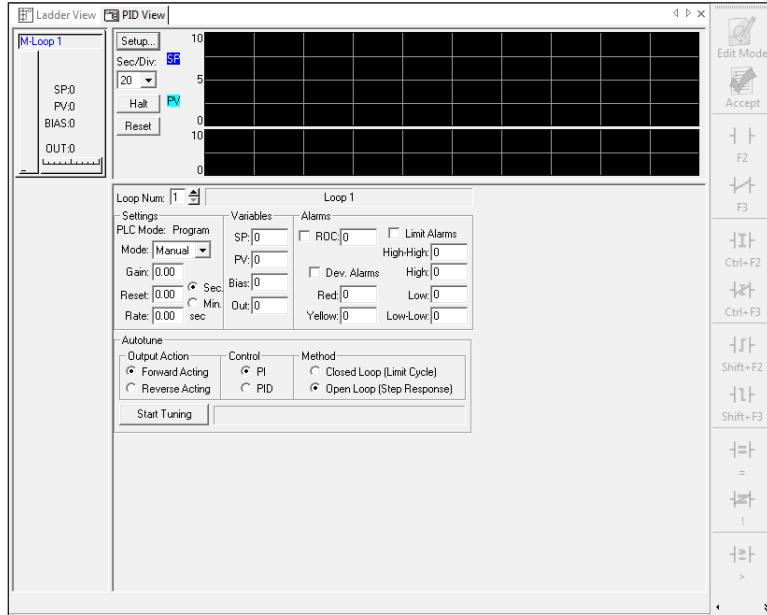 Ladder View PID View
M-Loop 1
SP:0
PV:0
BIAS:0
OUT:0
Setup...
Sec/Div:
20
Halt
Reset
SP
PV
10
5
0
10
0
Loop Num: 1 Loop 1
Settings
PLC Mode: Program
Mode: Manual
Gain: 0.00
Reset: 0.00 Sec. Min.
Rate: 0.00 sec
Variables
SP: 0
PV: 0
Bias: 0
Out: 0
Alarms
ROC: 0 Limit Alarms
High-High: 0
Dev. Alarms High: 0
Red: 0 Low: 0
Yellow: 0 Low-Low: 0
Autotune
Output Action
Forward Acting
Reverse Acting
Control
PI
PID
Method
Closed Loop (Limit Cycle)
Open Loop (Step Response)
Start Tuning
Edit Mode
Accept
F2
F3
Ctrl+F2
Ctrl+F3
Shift+F2
Shift+F3
=
!
>